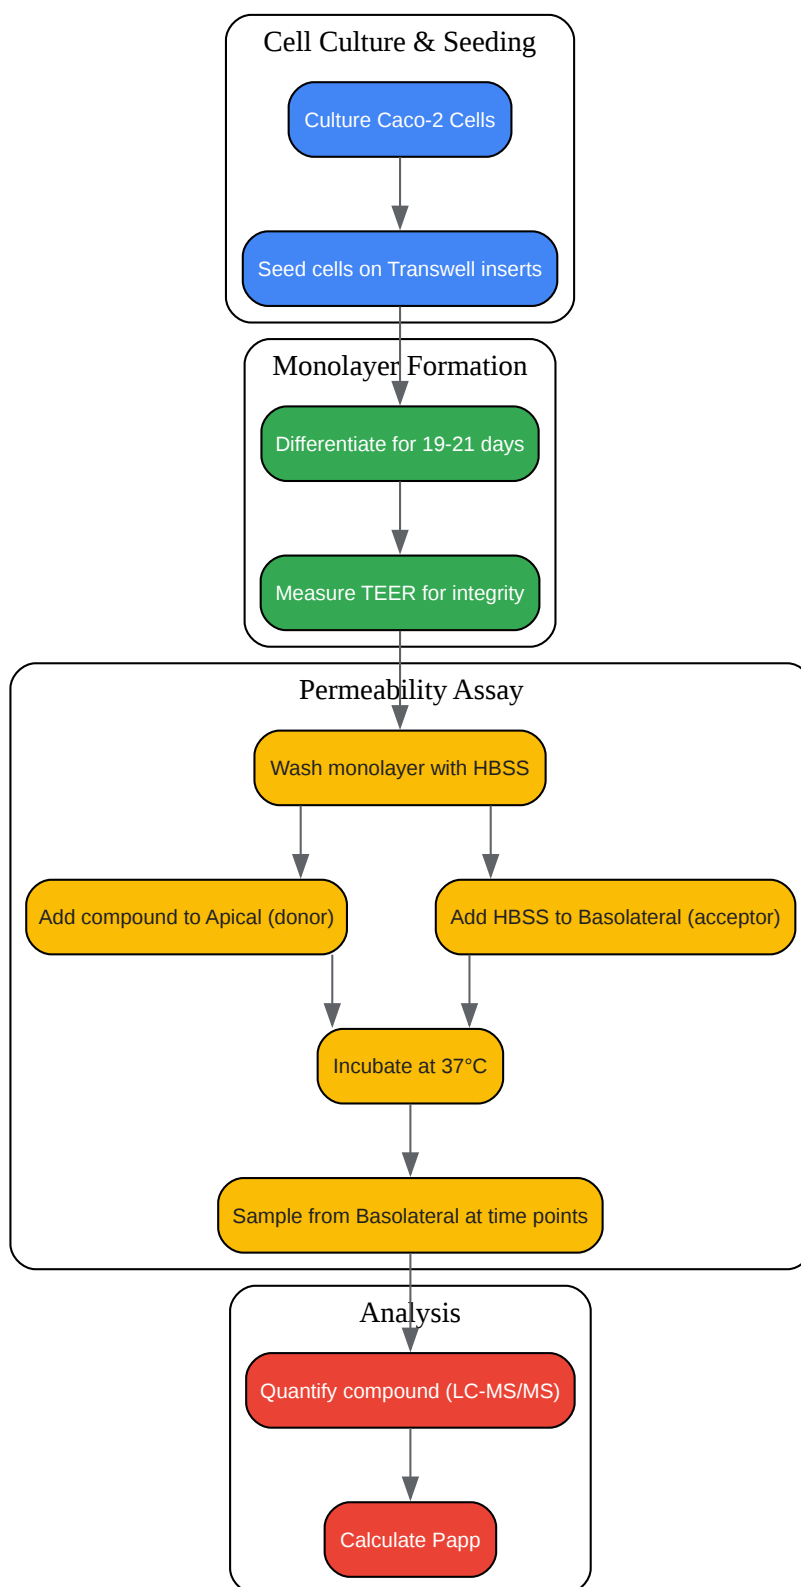 Cell Culture & Seeding
Culture Caco-2 Cells
Seed cells on Transwell inserts
Monolayer Formation
Differentiate for 19-21 days
Measure TEER for integrity
Permeability Assay
Wash monolayer with HBSS
Add compound to Apical (donor)
Add HBSS to Basolateral (acceptor)
Incubate at 37°C
Sample from Basolateral at time points
Analysis
Quantify compound (LC-MS/MS)
Calculate Papp